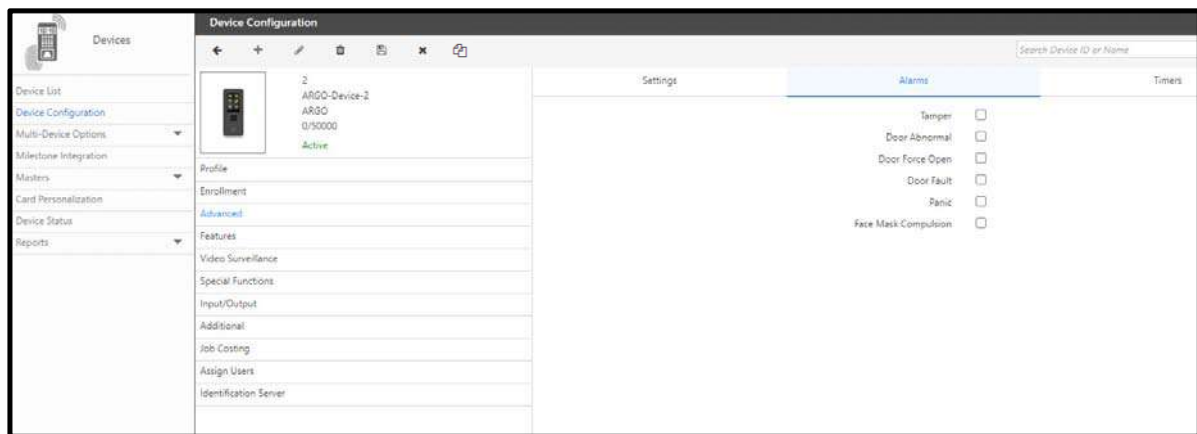 Devices
Device List
Device Configuration
Multi-Device Options
Milestone Integration
Masters
Card Personalization
Device Status
Reports
Device Configuration
Search Device ID or Name
2
ARGO-Device-2
ARGO
0/50000
Active
Profile
Enrollment
Advanced
Features
Video Surveillance
Special Functions
Input/Output
Additional
Job Costing
Assign Users
Identification Server
Settings
Alarms
Timers
Tamper
Door Abnormal
Door Force Open
Door Fault
Panic
Face Mask Compulsion